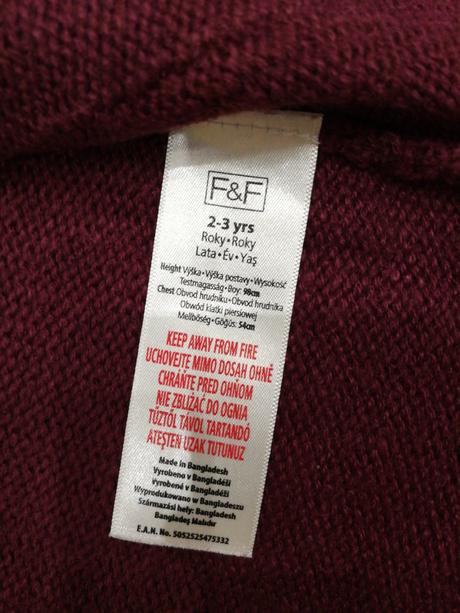 F&F
2-3 yrs
Roky•Roky
Lata•Év•Yaş
Height Výška•Výška postavy•Wysokość
Testmagasság•Boy: 98cm
Chest Obvod hrudníku•Obvod hrudníka
Obwód klatki piersiowej
Mellbőség•Göğüs: 54cm
KEEP AWAY FROM FIRE
UCHOVEJTE MIMO DOSAH OHNĚ
CHRÁŇTE PRED OHŇOM
NIE ZBLIŻAĆ DO OGNIA
TŰZTŐL TÁVOL TARTANDÓ
ATEŞTEN UZAK TUTUNUZ
Made in Bangladesh
Vyrobeno v Bangladéši
Vyrobené v Bangladéši
Wyprodukowano w Bangladeszu
Származási hely: Bangladesh
Bangladeş Malıdır
E.A.N. No. 5052525475332